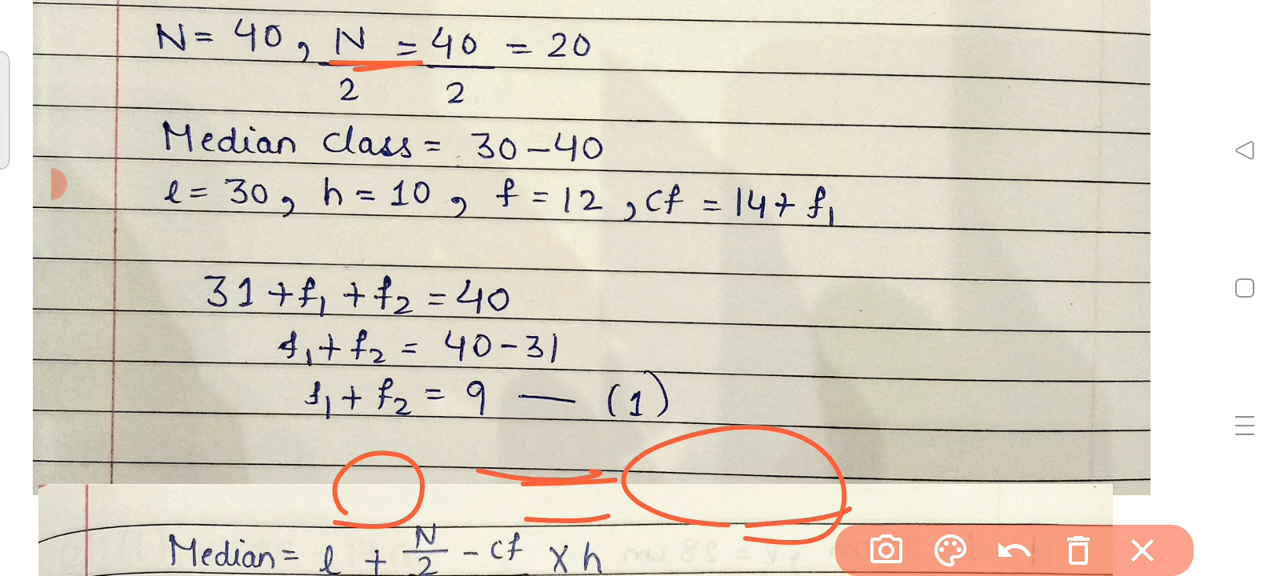 N = 40, N/2 = 40/2 = 20
Median class = 30-40
l = 30, h = 10, f = 12, cf = 14 + f₁
31 + f₁ + f₂ = 40
f₁ + f₂ = 40 - 31
f₁ + f₂ = 9 — (1)
Median = l + N/2 - cf × h